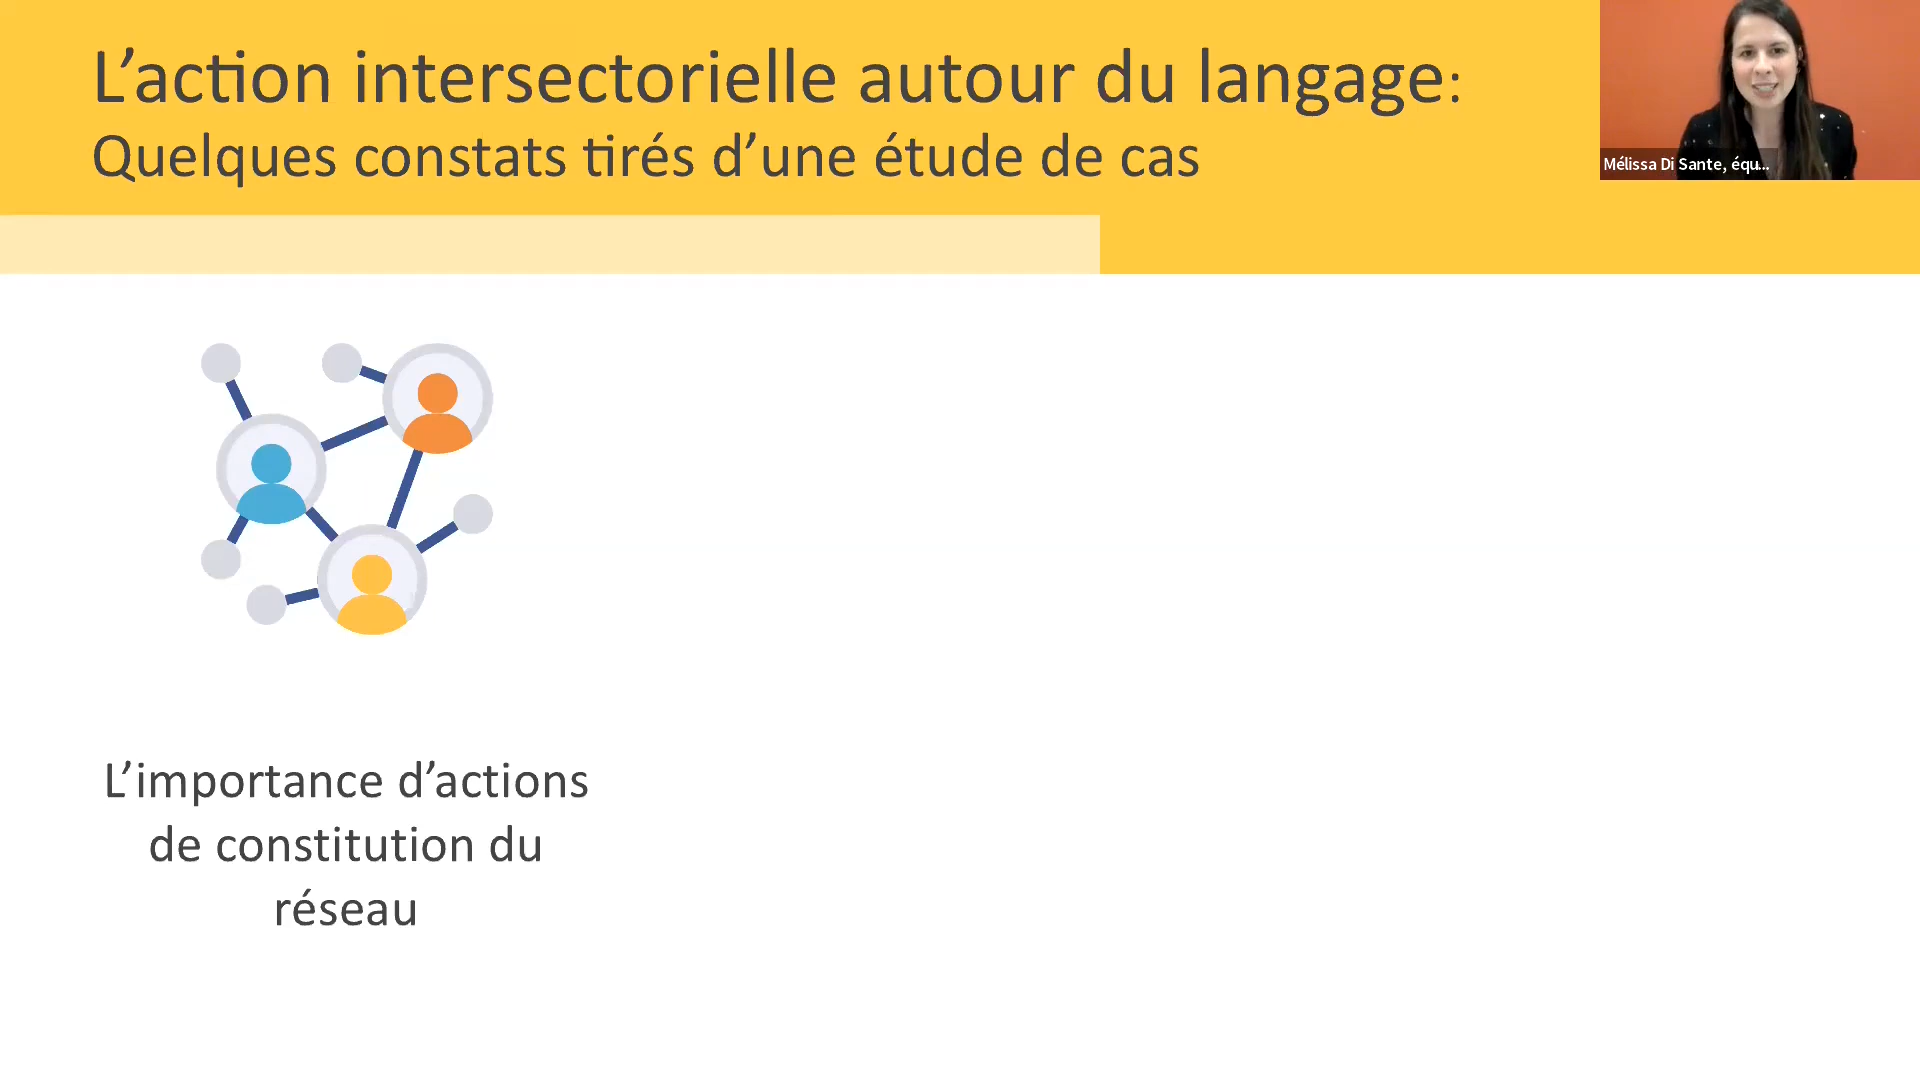 L’action intersectorielle autour du langage:
Quelques constats tirés d’une étude de cas
Mélissa Di Sante, équ...
L’importance d’actions
de constitution du
réseau